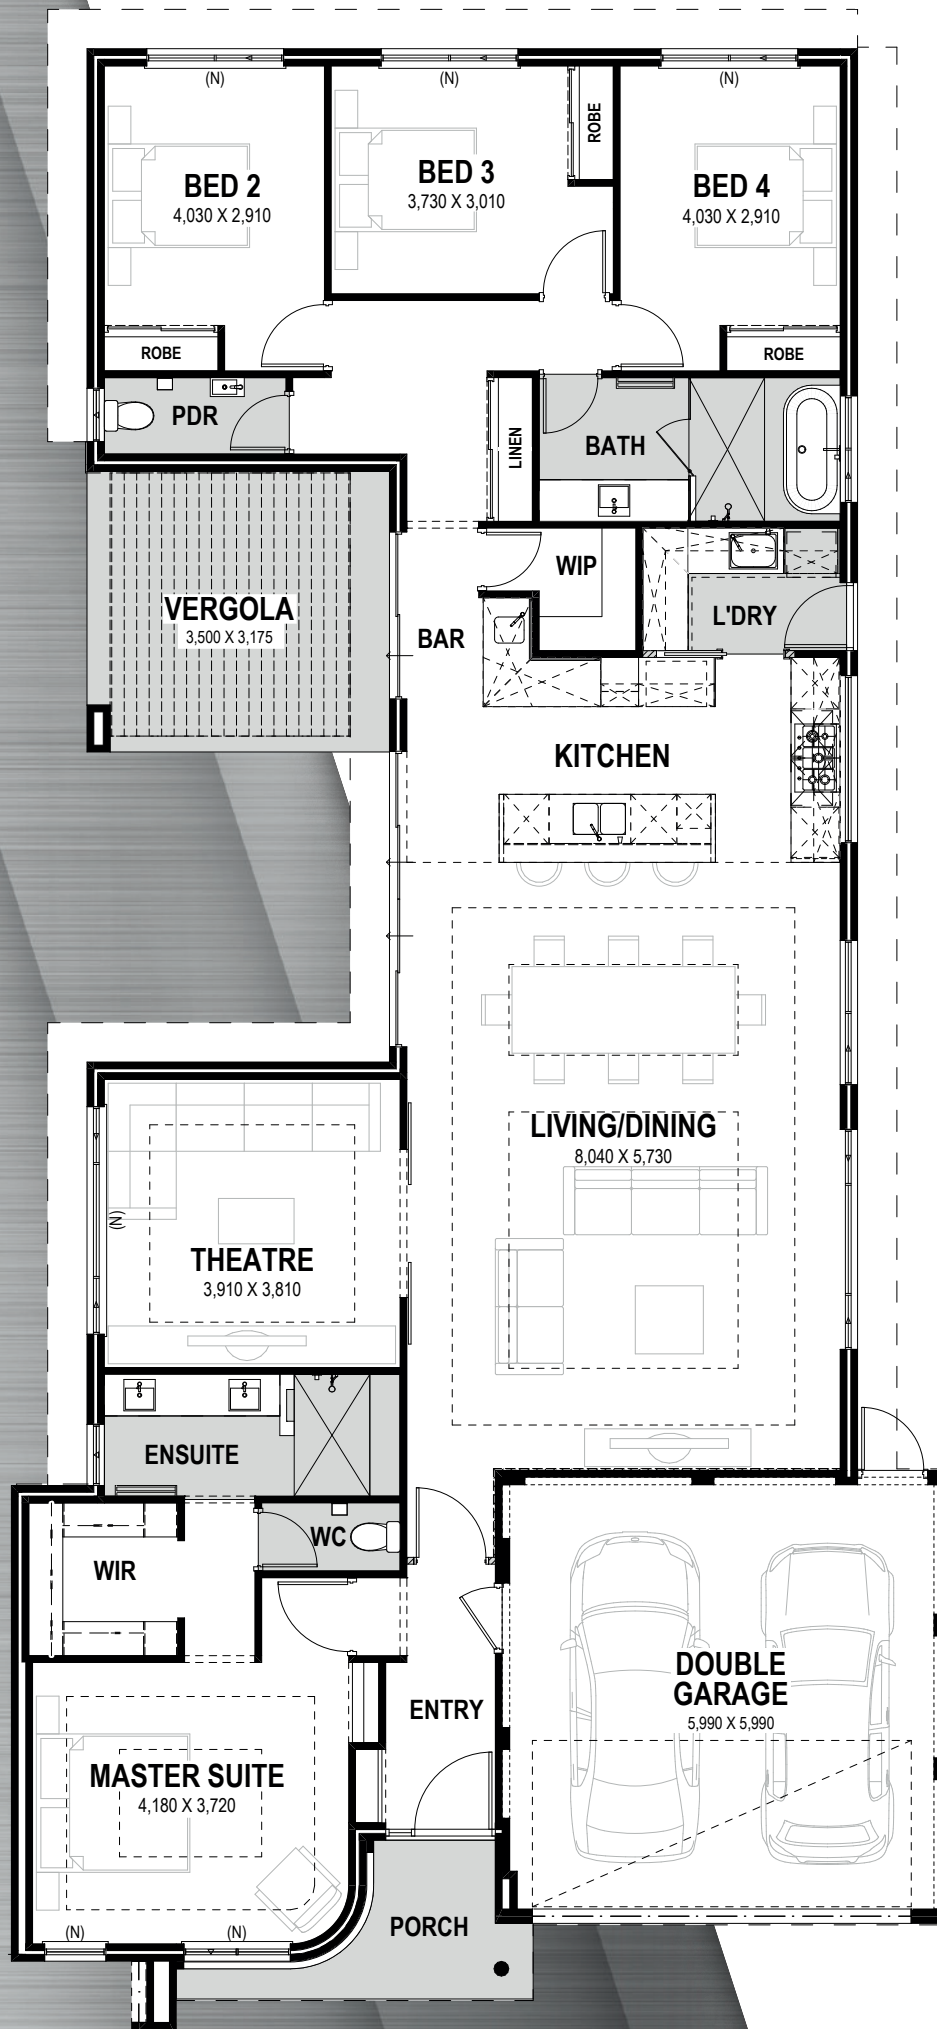 (N)
(N)
(N)
BED 2
4,030 X 2,910
BED 3
3,730 X 3,010
ROBE
BED 4
4,030 X 2,910
ROBE
ROBE
PDR
LINEN
BATH
VERGOLA
3,500 X 3,175
BAR
WIP
L'DRY
KITCHEN
LIVING/DINING
8,040 X 5,730
(N)
THEATRE
3,910 X 3,810
ENSUITE
WC
WIR
ENTRY
DOUBLE
GARAGE
5,990 X 5,990
MASTER SUITE
4,180 X 3,720
(N)
(N)
PORCH